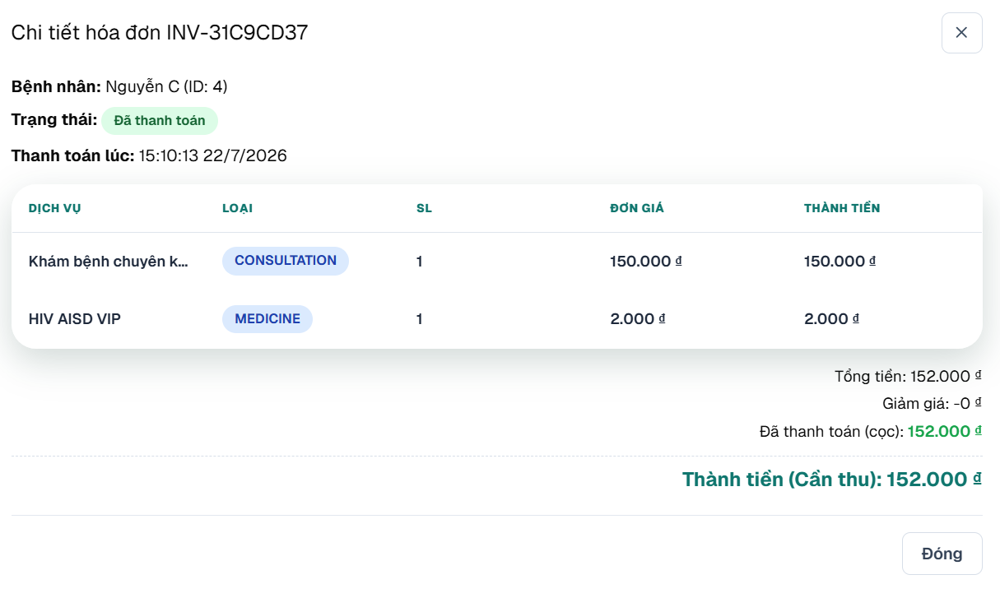 Chi tiết hóa đơn INV-31C9CD37
Bệnh nhân: Nguyễn C (ID: 4)
Trạng thái: Đã thanh toán
Thanh toán lúc: 15:10:13 22/7/2026
DỊCH VỤ LOẠI SL ĐƠN GIÁ THÀNH TIỀN
Khám bệnh chuyên k... CONSULTATION 1 150.000 ₫ 150.000 ₫
HIV AISD VIP MEDICINE 1 2.000 ₫ 2.000 ₫
Tổng tiền: 152.000 ₫
Giảm giá: -0 ₫
Đã thanh toán (cọc): 152.000 ₫
Thành tiền (Cần thu): 152.000 ₫
Đóng